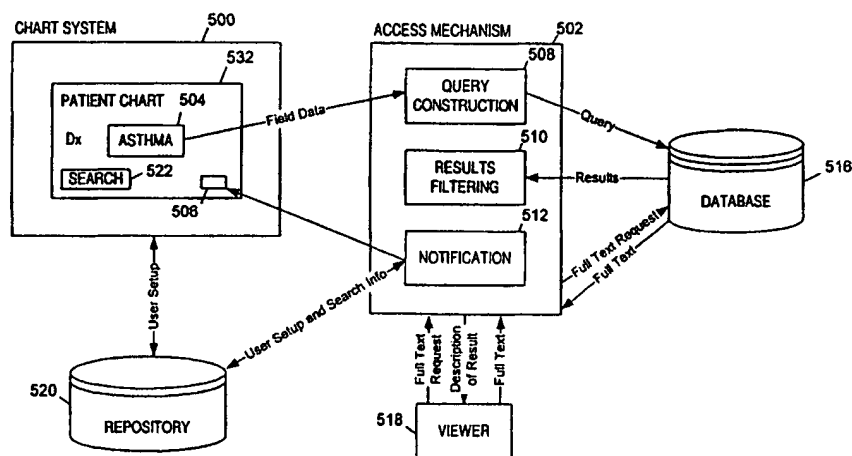 CHART SYSTEM
500
532
PATIENT CHART
504
Dx
ASTHMA
SEARCH
522
506
ACCESS MECHANISM
502
508
QUERY
CONSTRUCTION
510
RESULTS
FILTERING
512
NOTIFICATION
Field Data
Query
Results
DATABASE
516
Full Text Request
Full Text
User Setup
User Setup and Search Info
520
REPOSITORY
Full Text
Request
Description
of Result
Full Text
518
VIEWER